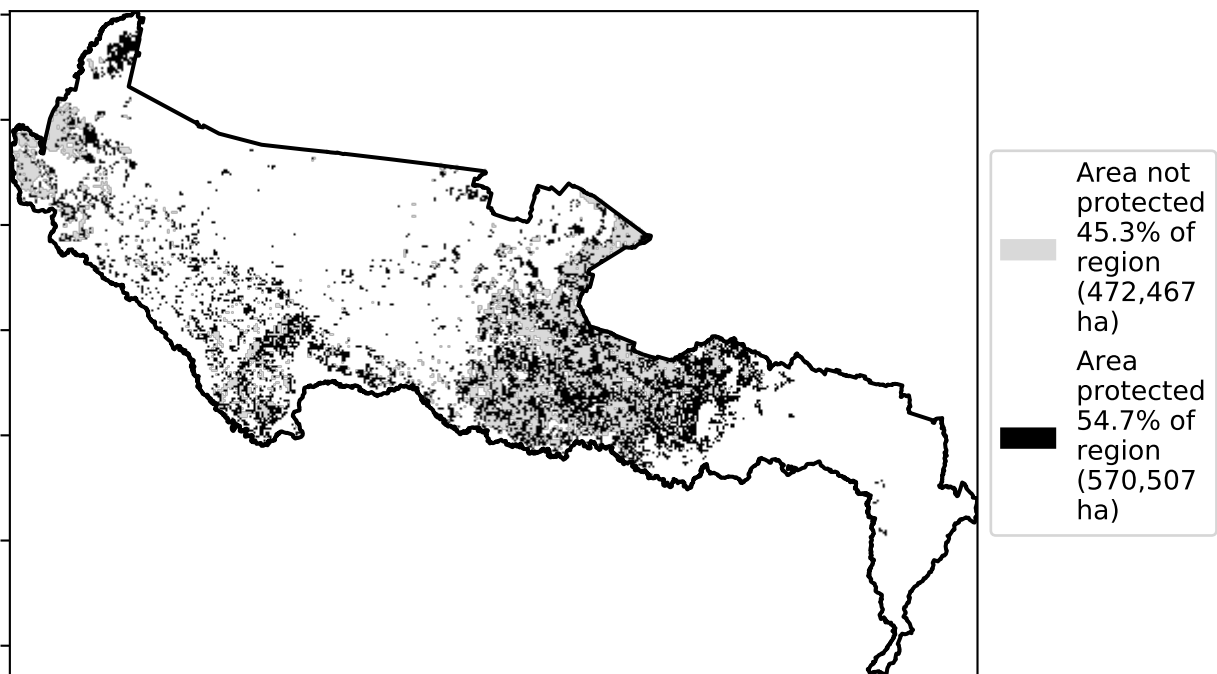 Area not
protected
45.3% of
region
(472,467
ha)
Area
protected
54.7% of
region
(570,507
ha)